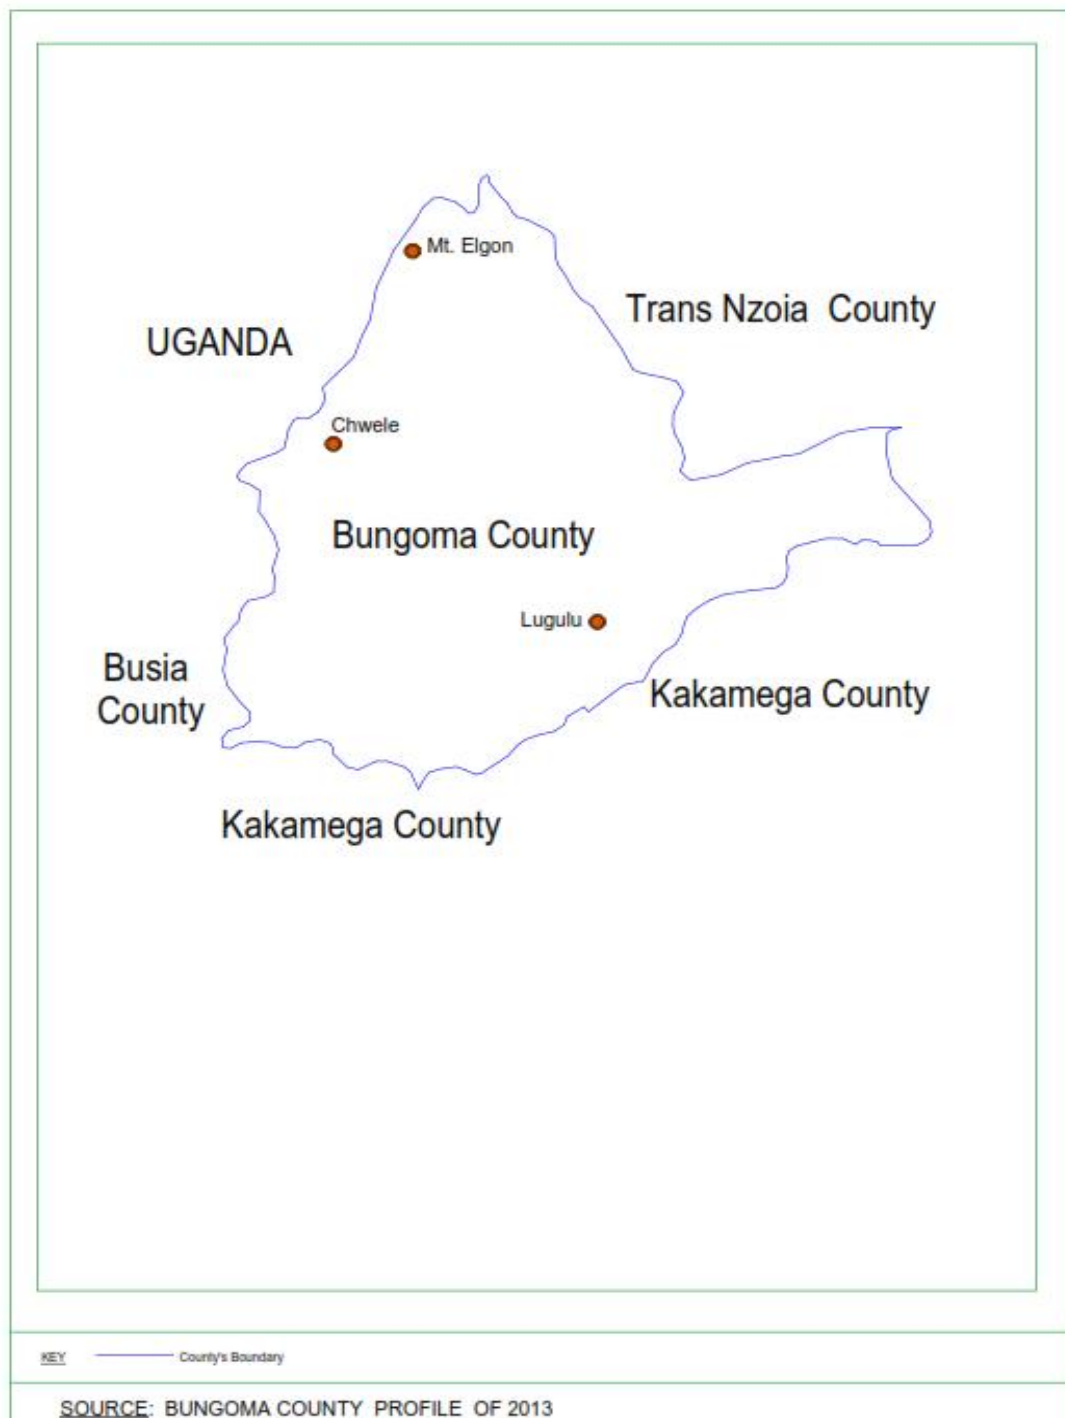 Mt. Elgon
Trans Nzoia  County
UGANDA
Chwele
Bungoma County
Lugulu
Busia
County
Kakamega County
Kakamega County
KEY County's Boundary
SOURCE:  BUNGOMA COUNTY  PROFILE  OF 2013